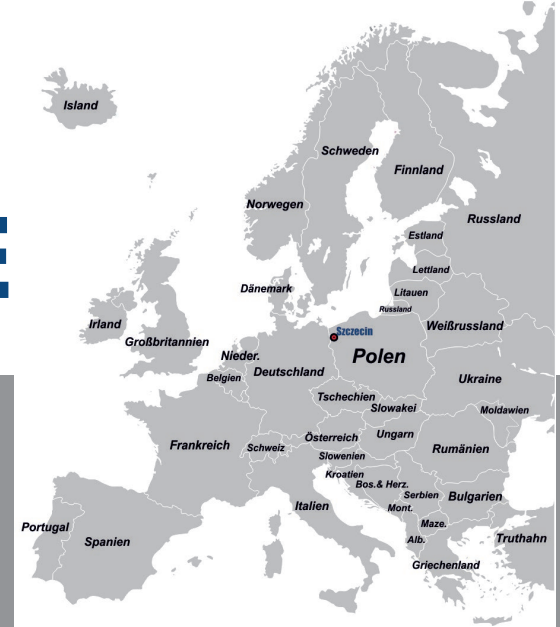 Island
Schweden
Finnland
Norwegen
Russland
Estland
Lettland
Dänemark
Litauen
Russland
Irland
Großbritannien
Weißrussland
Szczecin
Nieder.
Polen
Belgien
Deutschland
Ukraine
Tschechien
Slowakei
Moldawien
Frankreich
Schweiz
Österreich
Ungarn
Rumänien
Slowenien
Kroatien
Bos.& Herz.
Serbien
Bulgarien
Italien
Mont.
Portugal
Maze.
Spanien
Alb.
Truthahn
Griechenland